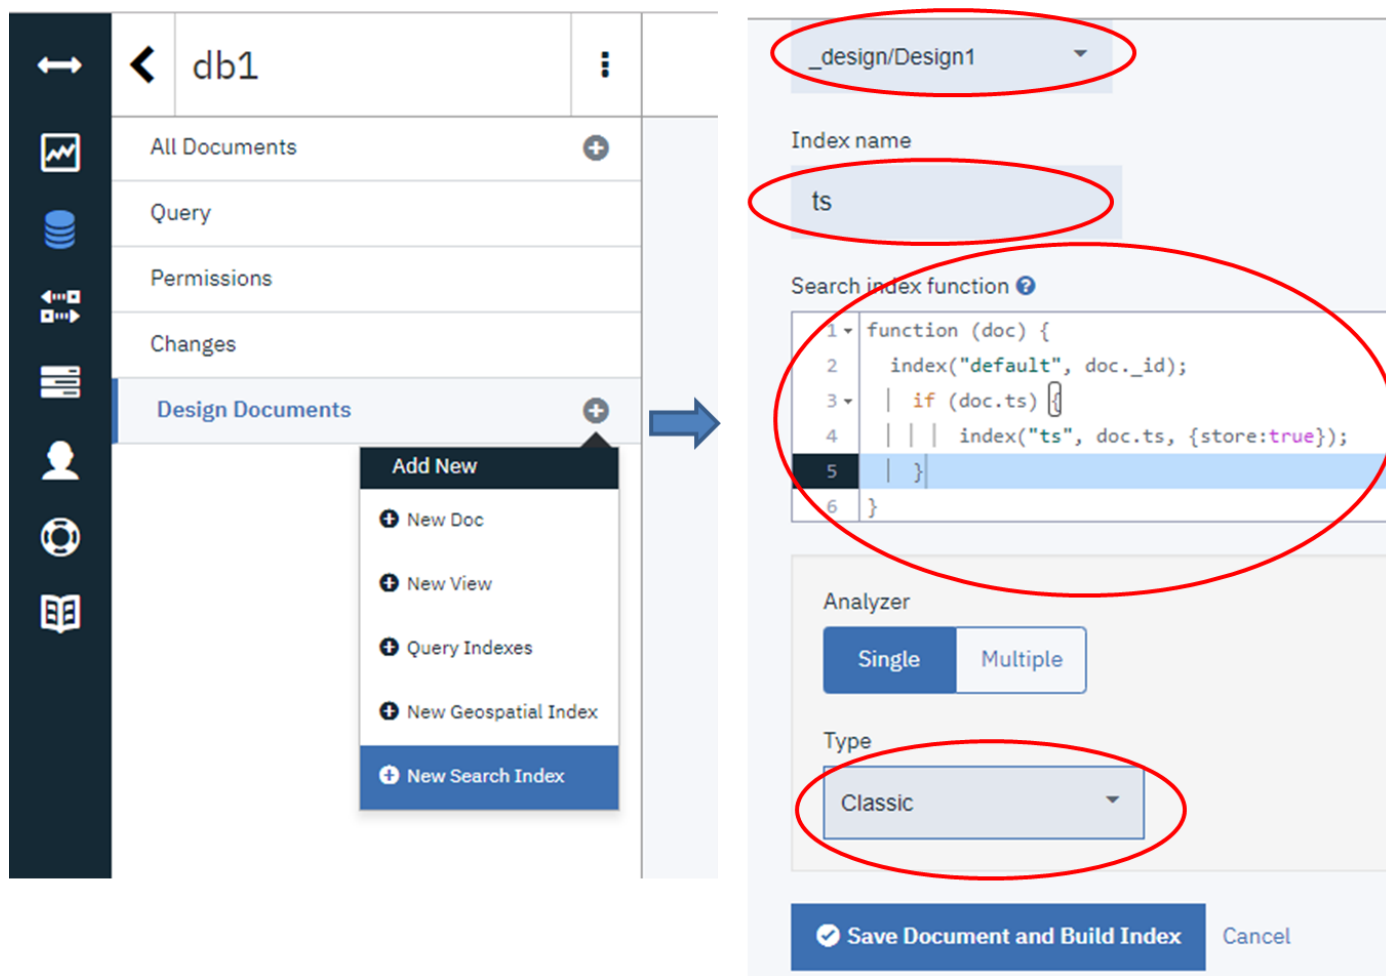 db1
All Documents
Query
Permissions
Changes
Design Documents
Add New
New Doc
New View
Query Indexes
New Geospatial Index
New Search Index
_design/Design1
Index name
ts
Search index function
1 function (doc) {
2 index("default", doc._id);
3 if (doc.ts) {
4 index("ts", doc.ts, {store:true});
5 }
6 }
Analyzer
Single Multiple
Type
Classic
Save Document and Build Index Cancel